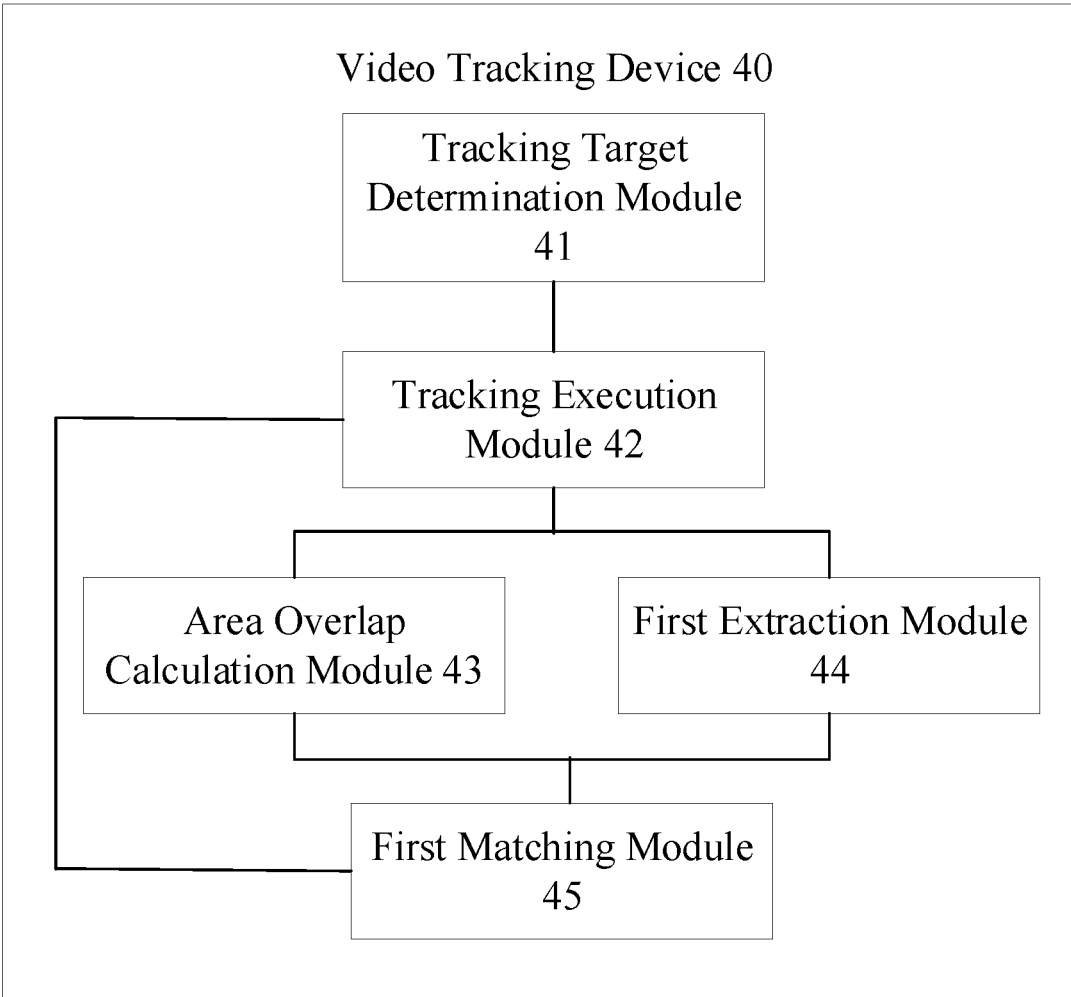 Video Tracking Device 40
Tracking Target
Determination Module
41
Tracking Execution
Module 42
Area Overlap
Calculation Module 43
First Extraction Module
44
First Matching Module
45